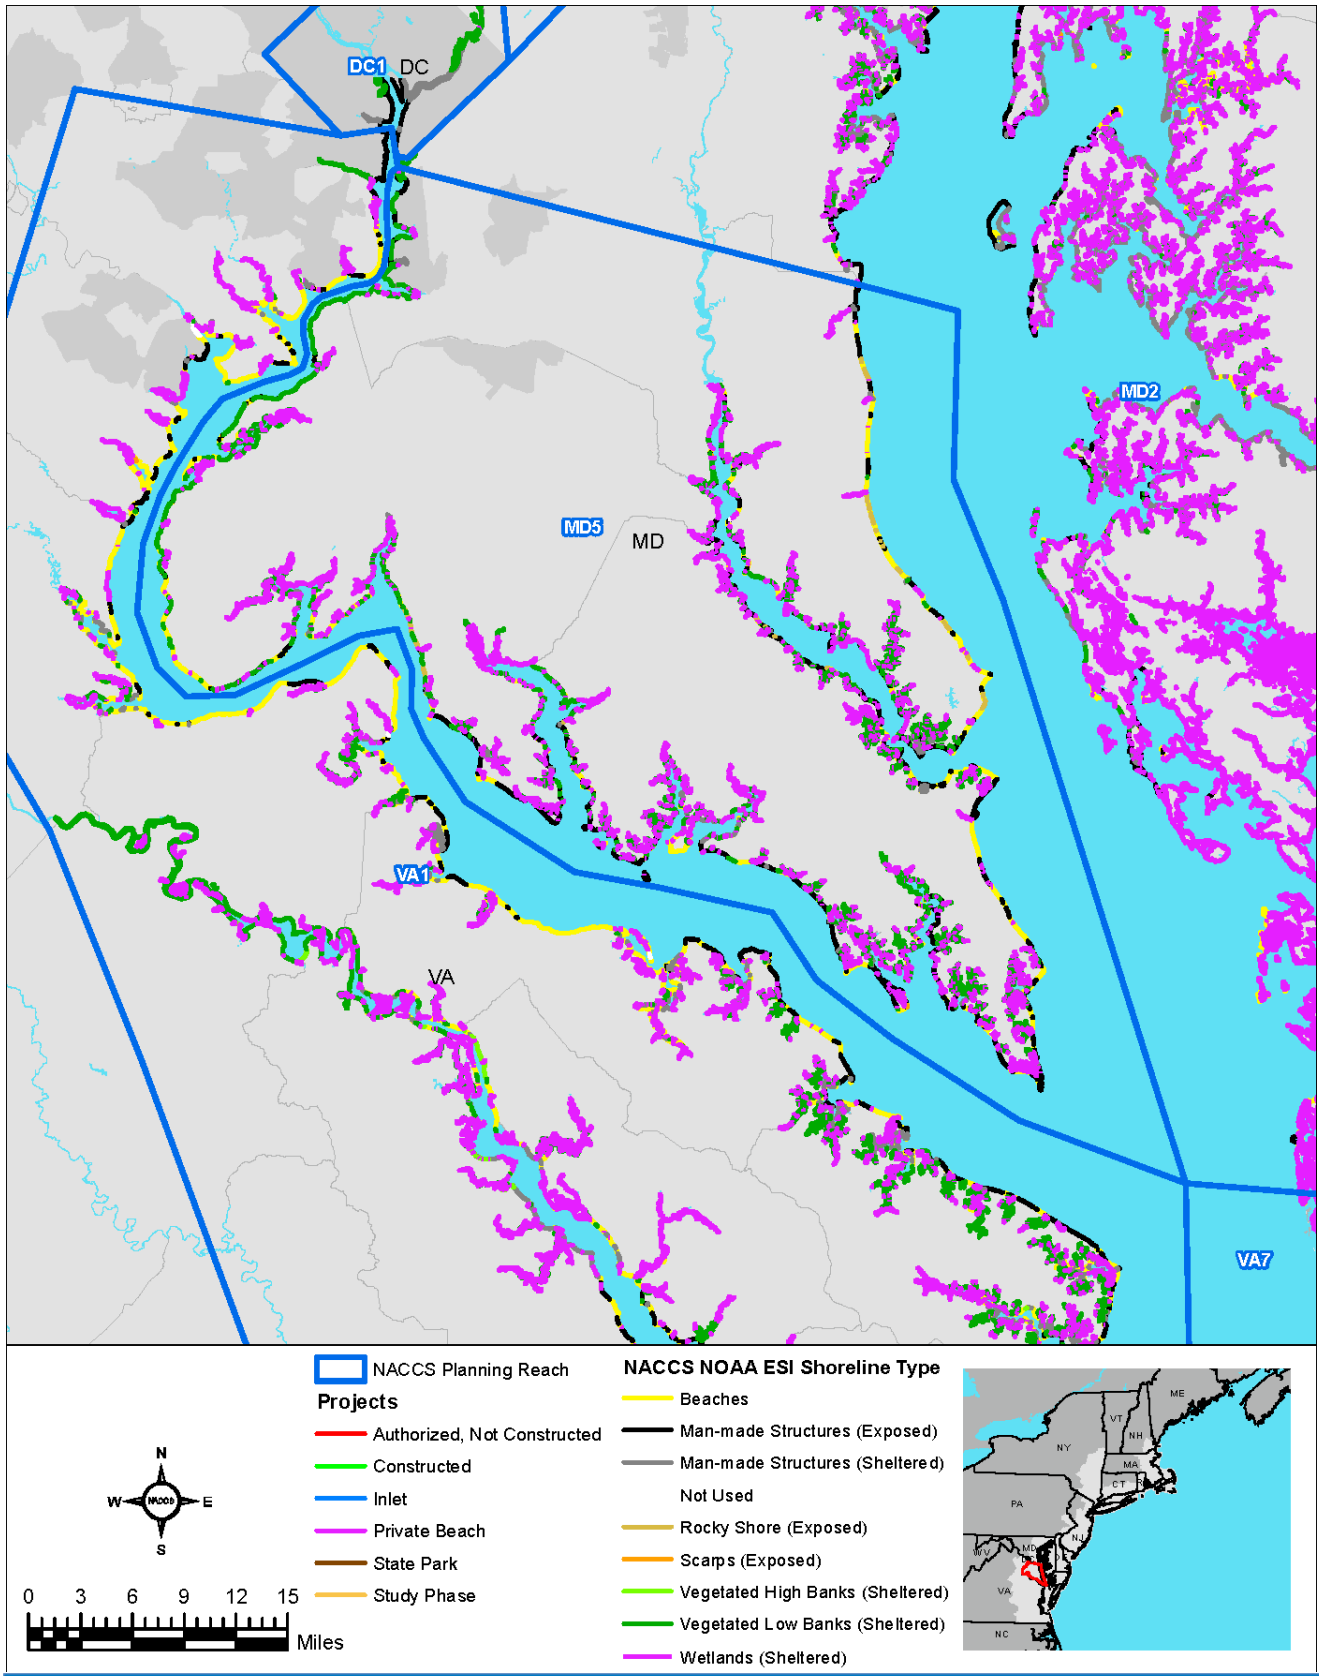 DC1 DC
MD2
MD5
MD
VA1
VA
VA7
NACCS Planning Reach
Projects
Authorized, Not Constructed
Constructed
Inlet
Private Beach
State Park
Study Phase
NACCS NOAA ESI Shoreline Type
Beaches
Man-made Structures (Exposed)
Man-made Structures (Sheltered)
Not Used
Rocky Shore (Exposed)
Scarps (Exposed)
Vegetated High Banks (Sheltered)
Vegetated Low Banks (Sheltered)
Wetlands (Sheltered)
N
W E
S
0 3 6 9 12 15
Miles
ME
VT
NH
NY
MA
CT
PA
NJ
WV
MD
VA
NC